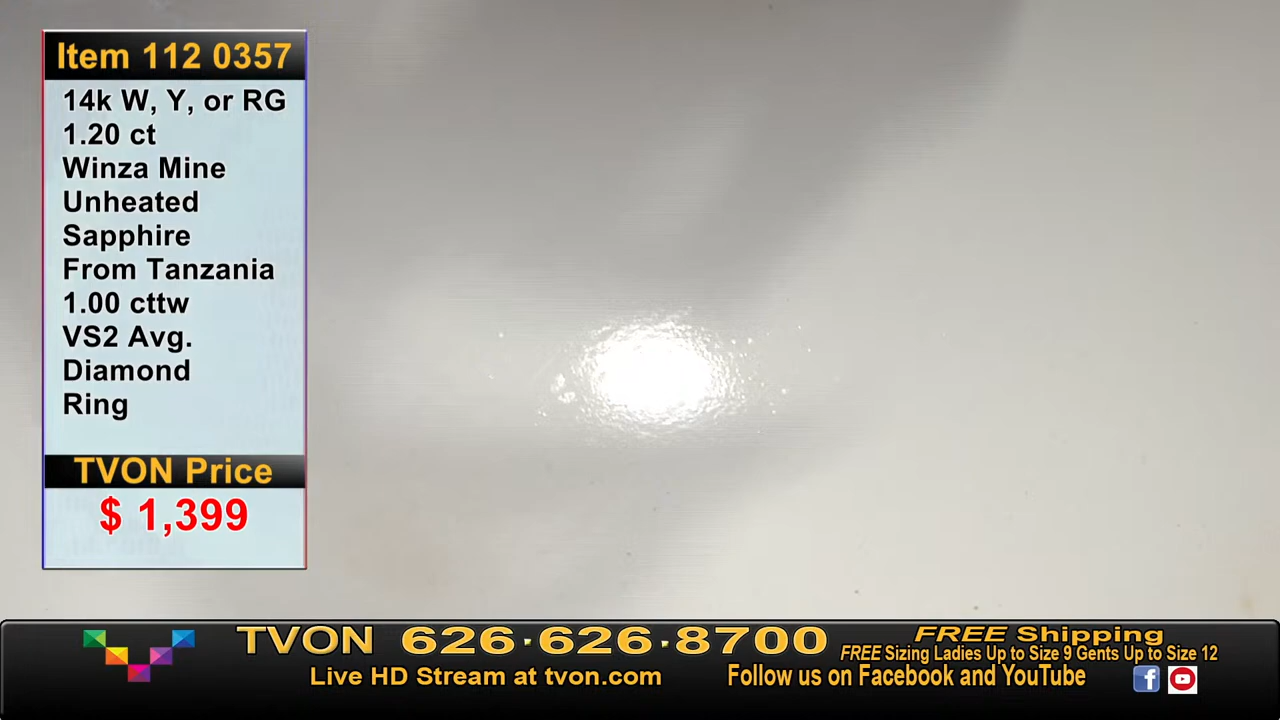 Item 112 0357
14k W, Y, or RG
1.20 ct
Winza Mine
Unheated
Sapphire
From Tanzania
1.00 cttw
VS2 Avg.
Diamond
Ring
TVON Price
$ 1,399
TVON 626·626·8700
Live HD Stream at tvon.com
FREE Shipping
FREE Sizing Ladies Up to Size 9 Gents Up to Size 12
Follow us on Facebook and YouTube